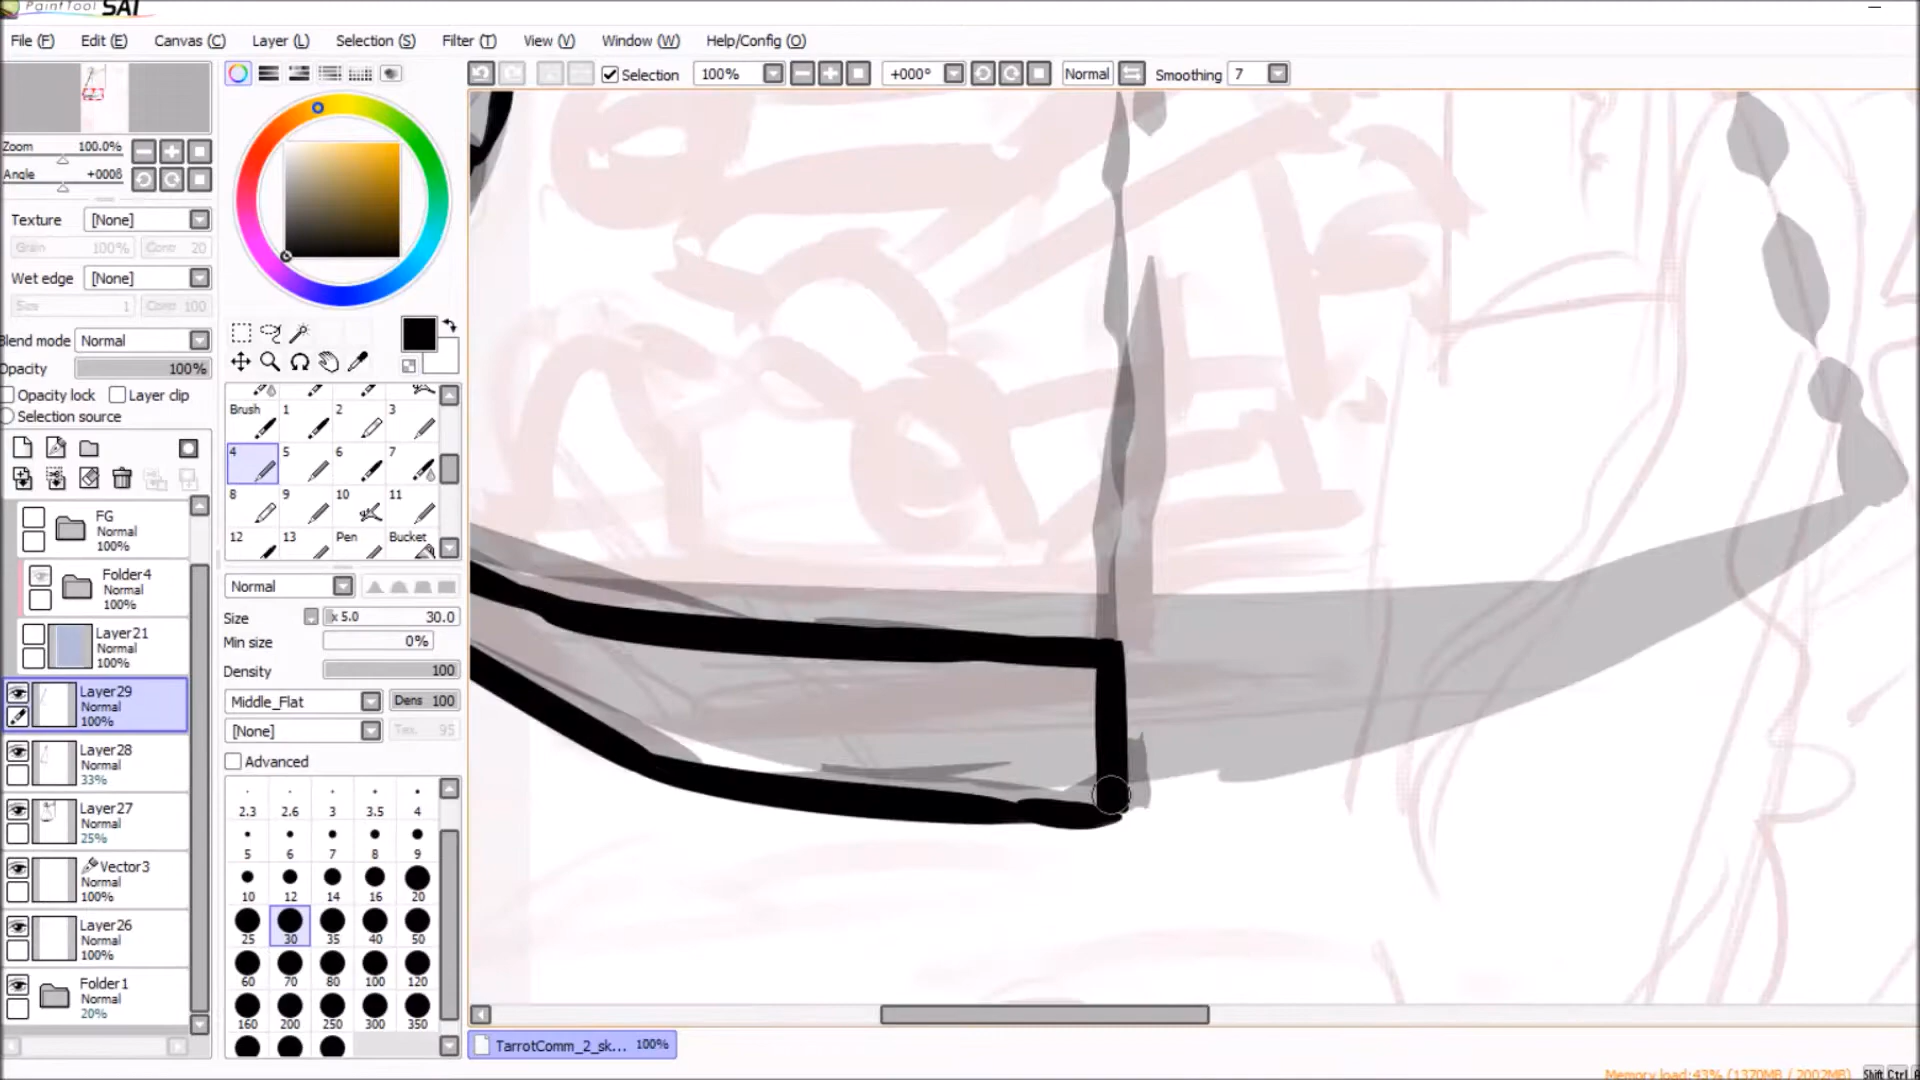 PaintTool SAI
File (F) Edit (E) Canvas (C) Layer (L) Selection (S) Filter (T) View (V) Window (W) Help/Config (O)
Selection 100% +000° Normal Smoothing 7
Zoom 100.0%
Angle +000ß
Texture [None]
Grain 100% 20
Wet edge [None]
Size 1 100
Blend mode Normal
Opacity 100%
Opacity lock Layer clip
Selection source
FG
Normal
100%
Folder4
Normal
100%
Layer21
Normal
100%
Layer29
Normal
100%
Layer28
Normal
33%
Layer27
Normal
25%
Vector3
Normal
100%
Layer26
Normal
100%
Folder1
Normal
20%
Brush 1 2 3
4 5 6 7
8 9 10 11
12 13 Pen Bucket
Normal
Size x 5.0 30.0
Min size 0%
Density 100
Middle_Flat Dens 100
[None] Tex. 95
Advanced
2.3 2.6 3 3.5 4
5 6 7 8 9
10 12 14 16 20
25 30 35 40 50
60 70 80 100 120
160 200 250 300 350
TarrotComm_2_sk... 100%
Memory load: 43% (1370MB / 2002MB) Shift Ctrl